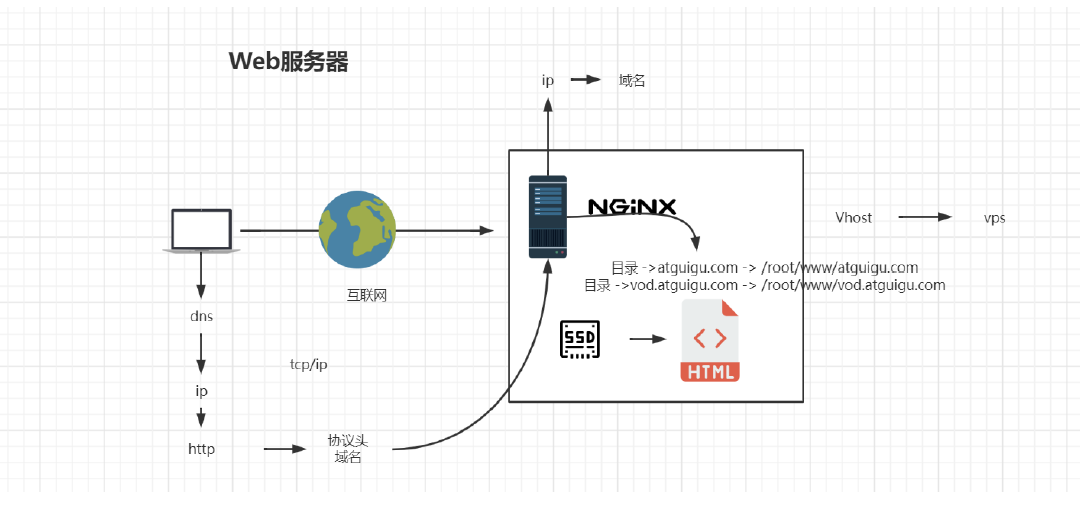 Web服务器
ip
域名
NGiNX
Vhost
vps
目录 ->atguigu.com -> /root/www/atguigu.com
目录 ->vod.atguigu.com -> /root/www/vod.atguigu.com
互联网
dns
SSD
HTML
tcp/ip
ip
http
协议头
域名